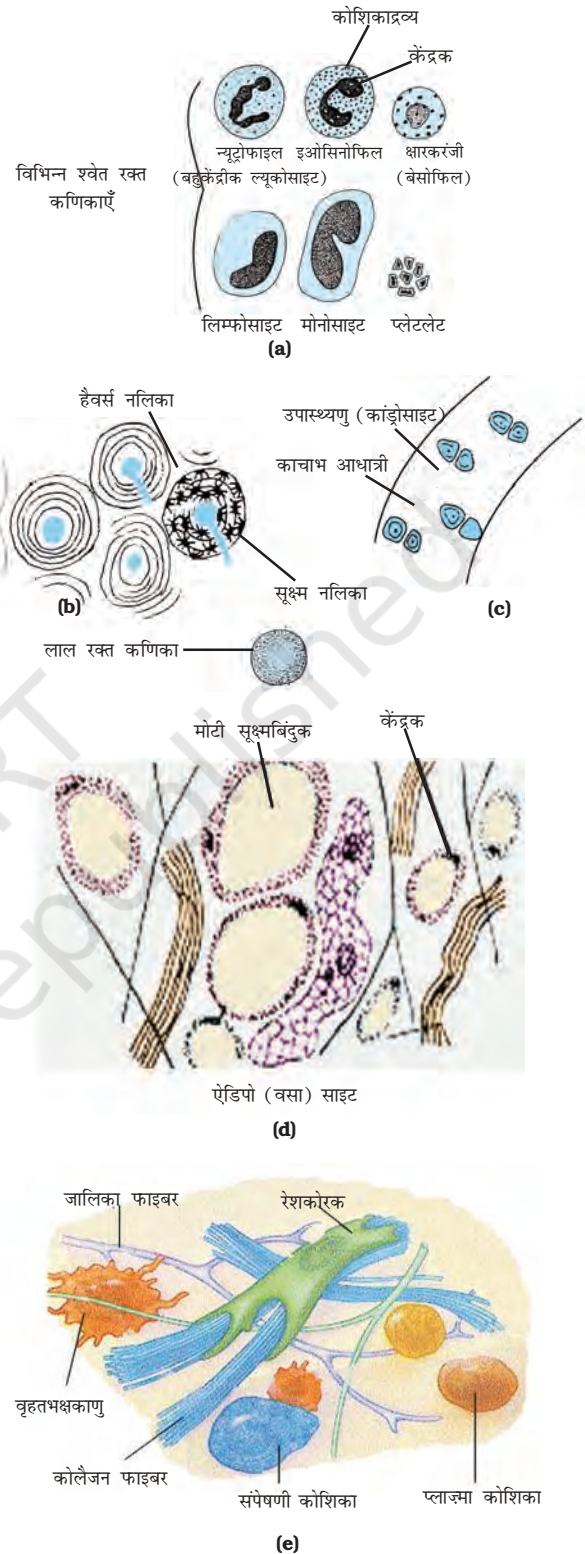 कोशिकाद्रव्य
केंद्रक
विभिन्न श्वेत रक्त
कणिकाएँ
न्यूट्रोफाइल इओसिनोफिल क्षारकरंजी
(बहुकेंद्रीक ल्यूकोसाइट) (बेसोफिल)
लिम्फोसाइट मोनोसाइट प्लेटलेट
(a)
हैवर्स नलिका
उपास्थ्यणु (कांड्रोसाइट)
काचाभ आधात्री
सूक्ष्म नलिका
(b)
(c)
लाल रक्त कणिका
मोटी सूक्ष्मबिंदुक
केंद्रक
ऐडिपो (वसा) साइट
(d)
जालिका फाइबर
रेशकोरक
वृहतभक्षकाणु
कोलैजन फाइबर
संपेषणी कोशिका
प्लाज़्मा कोशिका
(e)